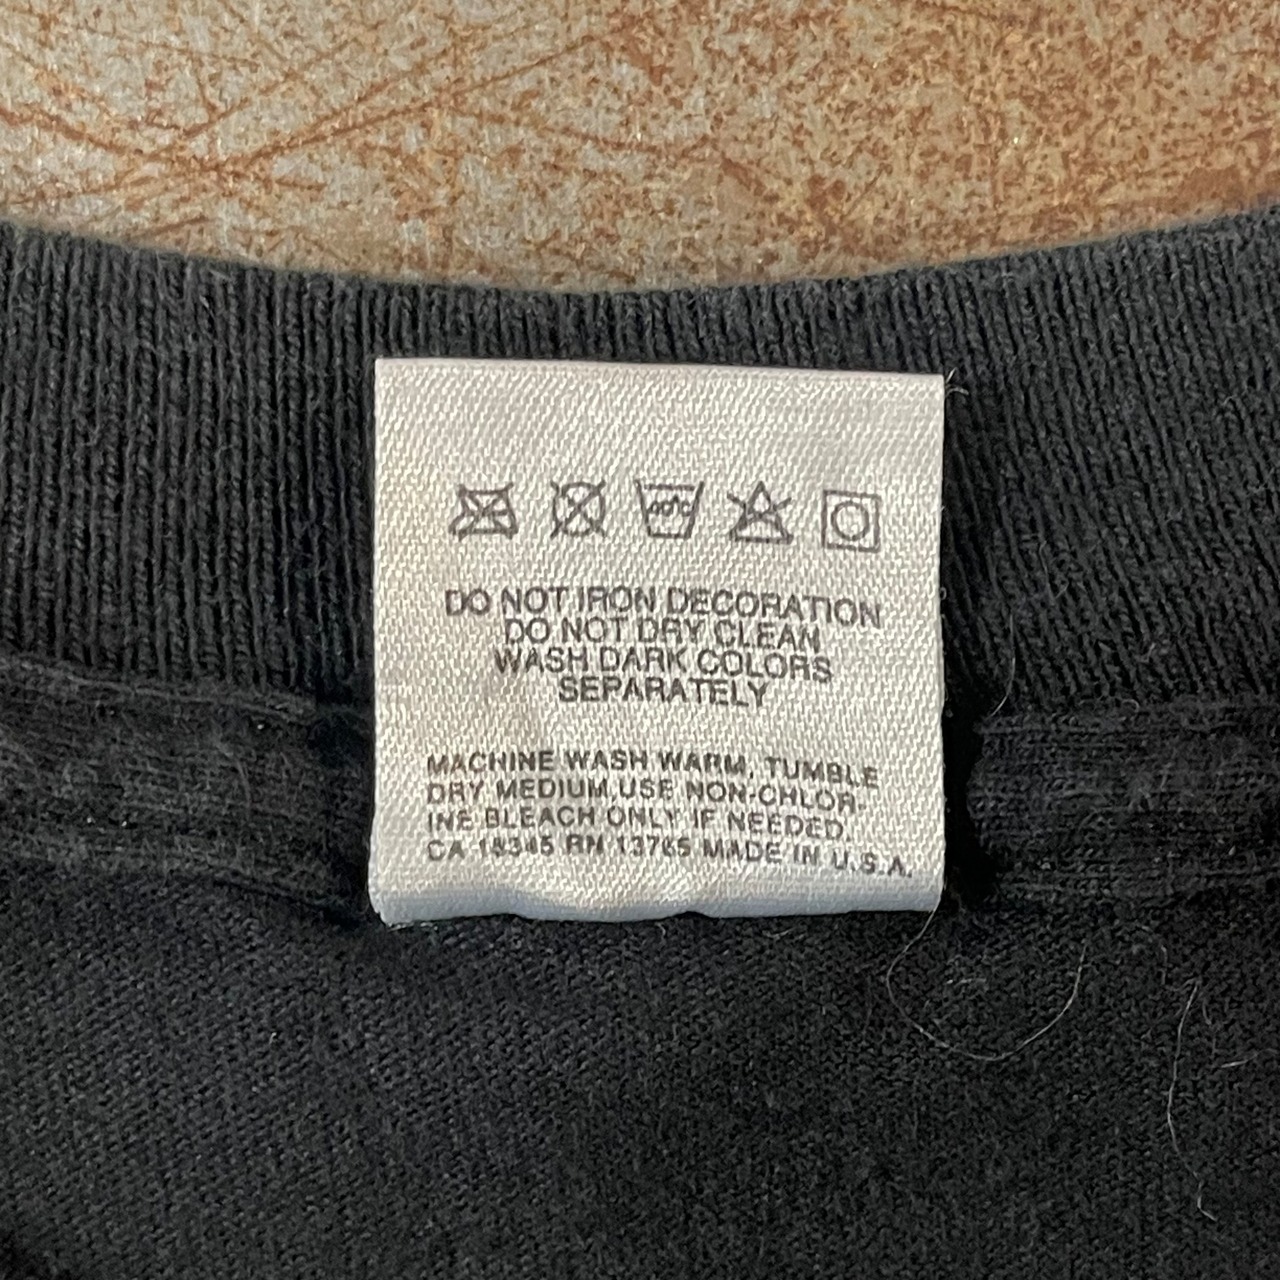 40°C
DO NOT IRON DECORATION
DO NOT DRY CLEAN
WASH DARK COLORS
SEPARATELY
MACHINE WASH WARM, TUMBLE
DRY MEDIUM, USE NON-CHLOR-
INE BLEACH ONLY IF NEEDED
CA 18345 RN 13765 MADE IN U.S.A.